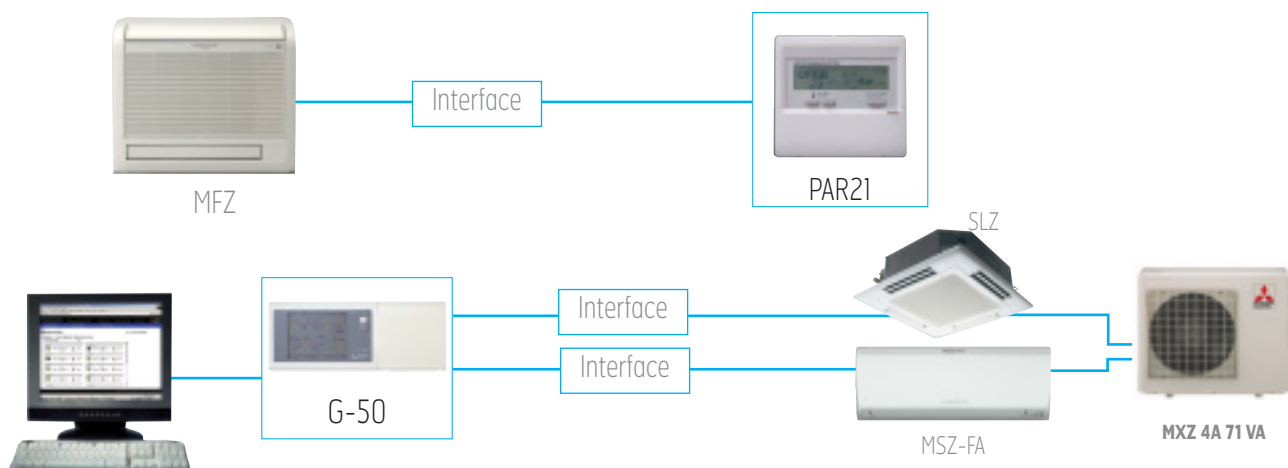 Interface
MFZ
PAR21
SLZ
Interface
Interface
G-50
MSZ-FA
MXZ 4A 71 VA